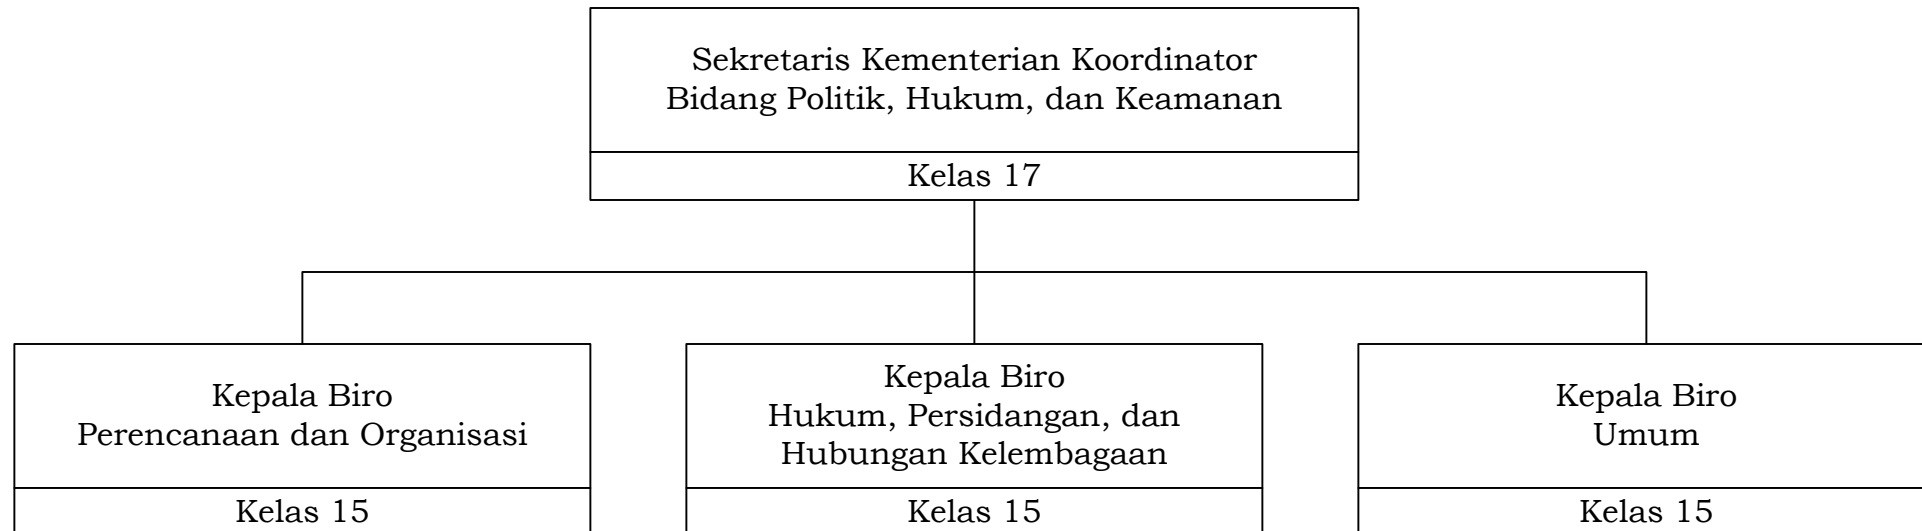 Sekretaris Kementerian Koordinator
Bidang Politik, Hukum, dan Keamanan
Kelas 17
Kepala Biro
Perencanaan dan Organisasi
Kelas 15
Kepala Biro
Hukum, Persidangan, dan
Hubungan Kelembagaan
Kelas 15
Kepala Biro
Umum
Kelas 15